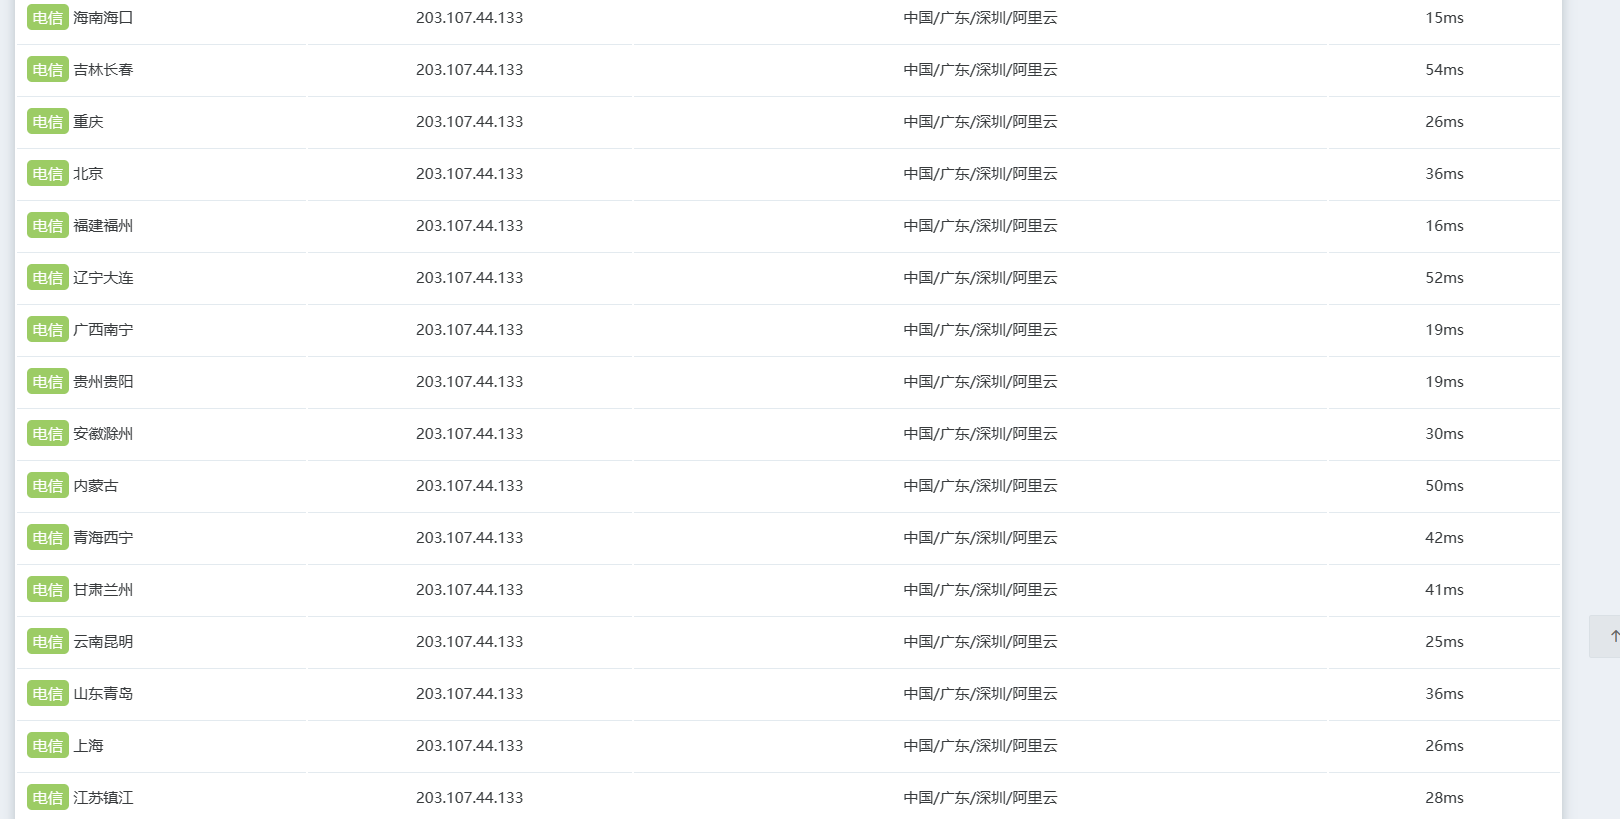 电信 海南海口 203.107.44.133 中国/广东/深圳/阿里云 15ms
电信 吉林长春 203.107.44.133 中国/广东/深圳/阿里云 54ms
电信 重庆 203.107.44.133 中国/广东/深圳/阿里云 26ms
电信 北京 203.107.44.133 中国/广东/深圳/阿里云 36ms
电信 福建福州 203.107.44.133 中国/广东/深圳/阿里云 16ms
电信 辽宁大连 203.107.44.133 中国/广东/深圳/阿里云 52ms
电信 广西南宁 203.107.44.133 中国/广东/深圳/阿里云 19ms
电信 贵州贵阳 203.107.44.133 中国/广东/深圳/阿里云 19ms
电信 安徽滁州 203.107.44.133 中国/广东/深圳/阿里云 30ms
电信 内蒙古 203.107.44.133 中国/广东/深圳/阿里云 50ms
电信 青海西宁 203.107.44.133 中国/广东/深圳/阿里云 42ms
电信 甘肃兰州 203.107.44.133 中国/广东/深圳/阿里云 41ms
电信 云南昆明 203.107.44.133 中国/广东/深圳/阿里云 25ms
电信 山东青岛 203.107.44.133 中国/广东/深圳/阿里云 36ms
电信 上海 203.107.44.133 中国/广东/深圳/阿里云 26ms
电信 江苏镇江 203.107.44.133 中国/广东/深圳/阿里云 28ms